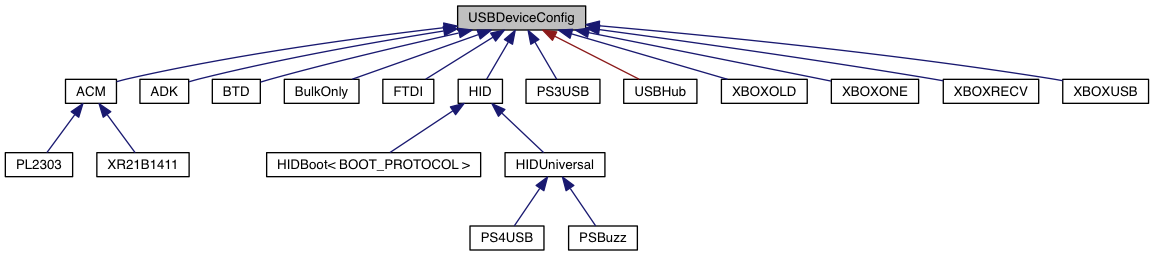 USBDeviceConfig
ACM ADK BTD BulkOnly FTDI HID PS3USB USBHub XBOXOLD XBOXONE XBOXRECV XBOXUSB
PL2303 XR21B1411 HIDBoot< BOOT_PROTOCOL > HIDUniversal
PS4USB PSBuzz